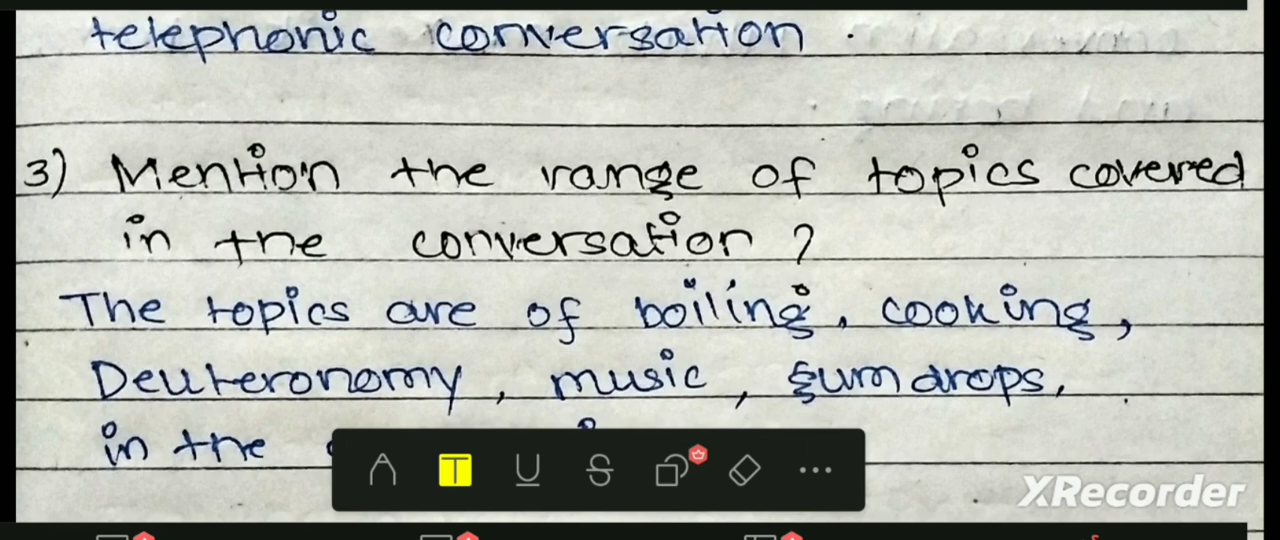 telephonic conversation.
3) Mention the range of topics covered
in the conversation ?
The topics are of boiling, cooking,
Deuteronomy, music, gumdrops,
in the
T U S
XRecorder